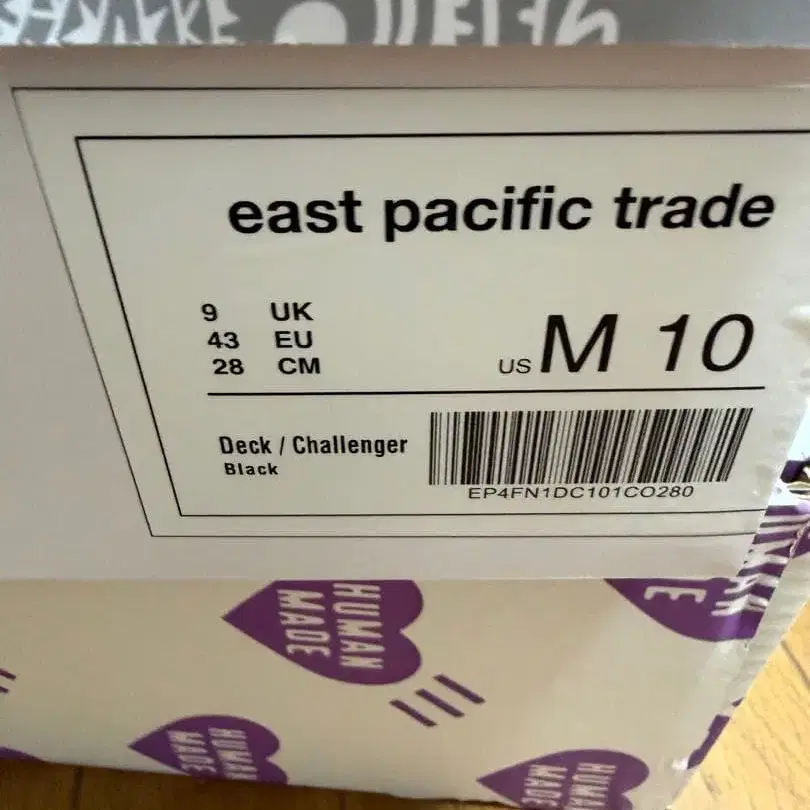 east pacific trade
9 UK
43 EU
28 CM
US M 10
Deck / Challenger
Black
EP4FN1DC101CO280
HUMAN
MADE
HUMAN
MADE
HUMAN
MADE